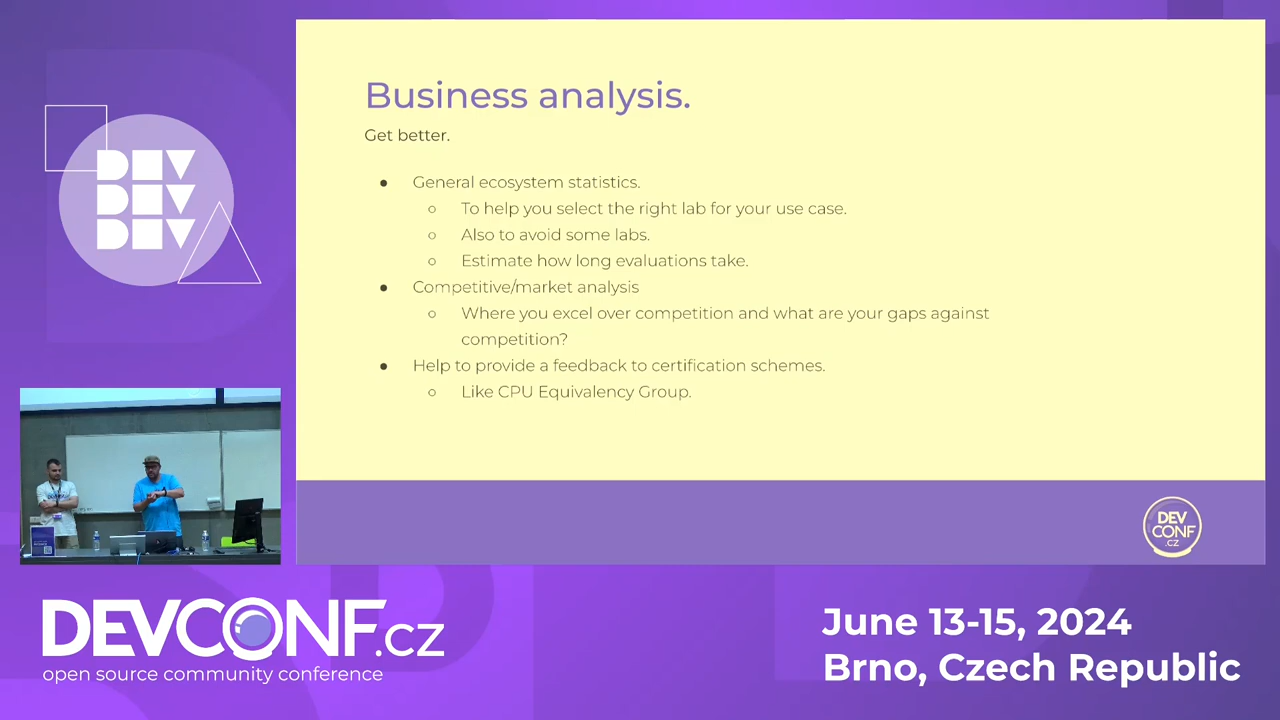 DEV
DEV
DEV
Business analysis.
Get better.
● General ecosystem statistics.
○ To help you select the right lab for your use case.
○ Also to avoid some labs.
○ Estimate how long evaluations take.
● Competitive/market analysis
○ Where you excel over competition and what are your gaps against
competition?
● Help to provide a feedback to certification schemes.
○ Like CPU Equivalency Group.
DEV
CONF
.CZ
DEVCONF.cz
open source community conference
June 13-15, 2024
Brno, Czech Republic